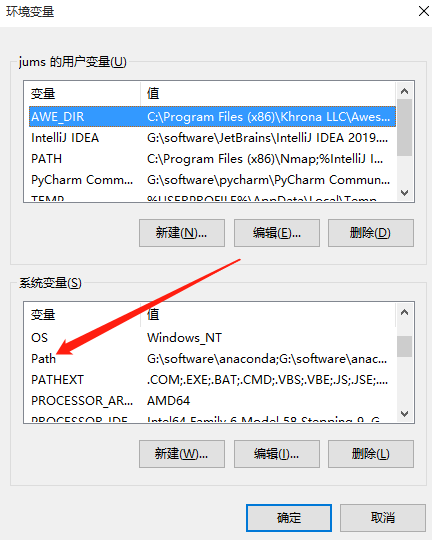 环境变量
jums 的用户变量(U)
变量 值
AWE_DIR C:\Program Files (x86)\Khrona LLC\Awes...
IntelliJ IDEA G:\software\JetBrains\IntelliJ IDEA 2019....
PATH C:\Program Files (x86)\Nmap;%IntelliJ I...
PyCharm Comm... G:\software\pycharm\PyCharm Commun...
TEMP %USERPROFILE%\AppData\Local\Temp
新建(N)... 编辑(E)... 删除(D)
系统变量(S)
变量 值
OS Windows_NT
Path G:\software\anaconda;G:\software\anac...
PATHEXT .COM;.EXE;.BAT;.CMD;.VBS;.VBE;.JS;.JSE;...
PROCESSOR_AR... AMD64
PROCESSOR_IDE... Intel64 Family 6 Model 58 Stepping 9, G...
新建(W)... 编辑(I)... 删除(L)
确定 取消